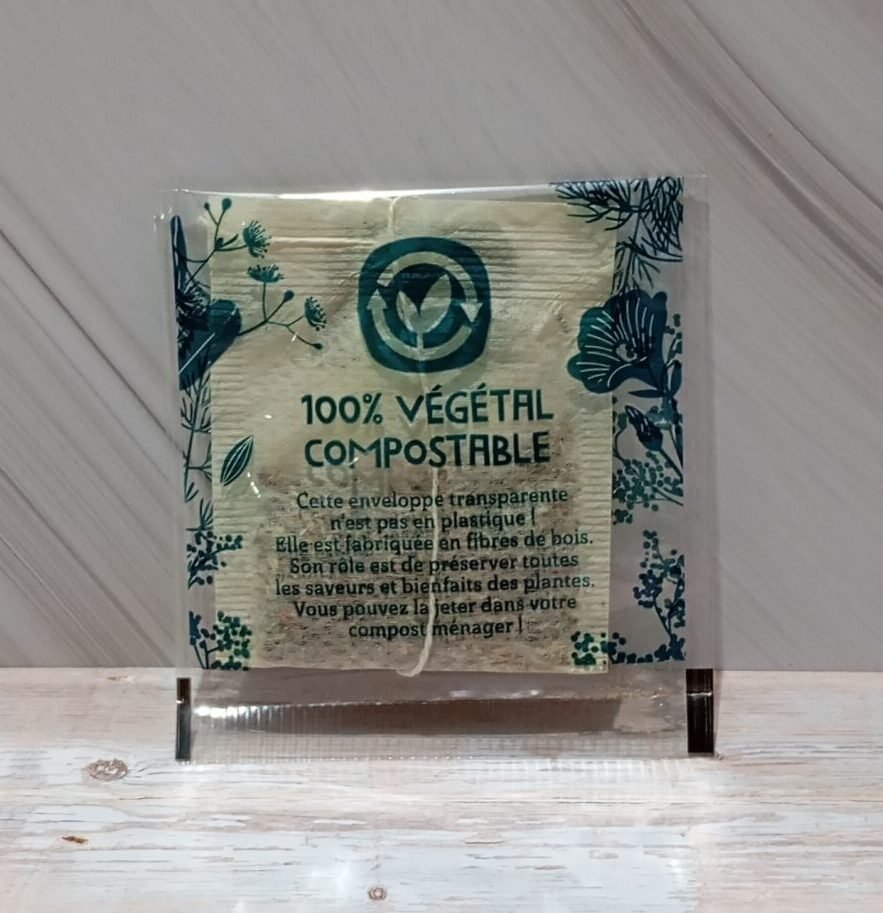 100% VÉGÉTAL
COMPOSTABLE
Cette enveloppe transparente
n'est pas en plastique !
Elle est fabriquée en fibres de bois.
Son rôle est de préserver toutes
les saveurs et bienfaits des plantes.
Vous pouvez la jeter dans votre
compost ménager !